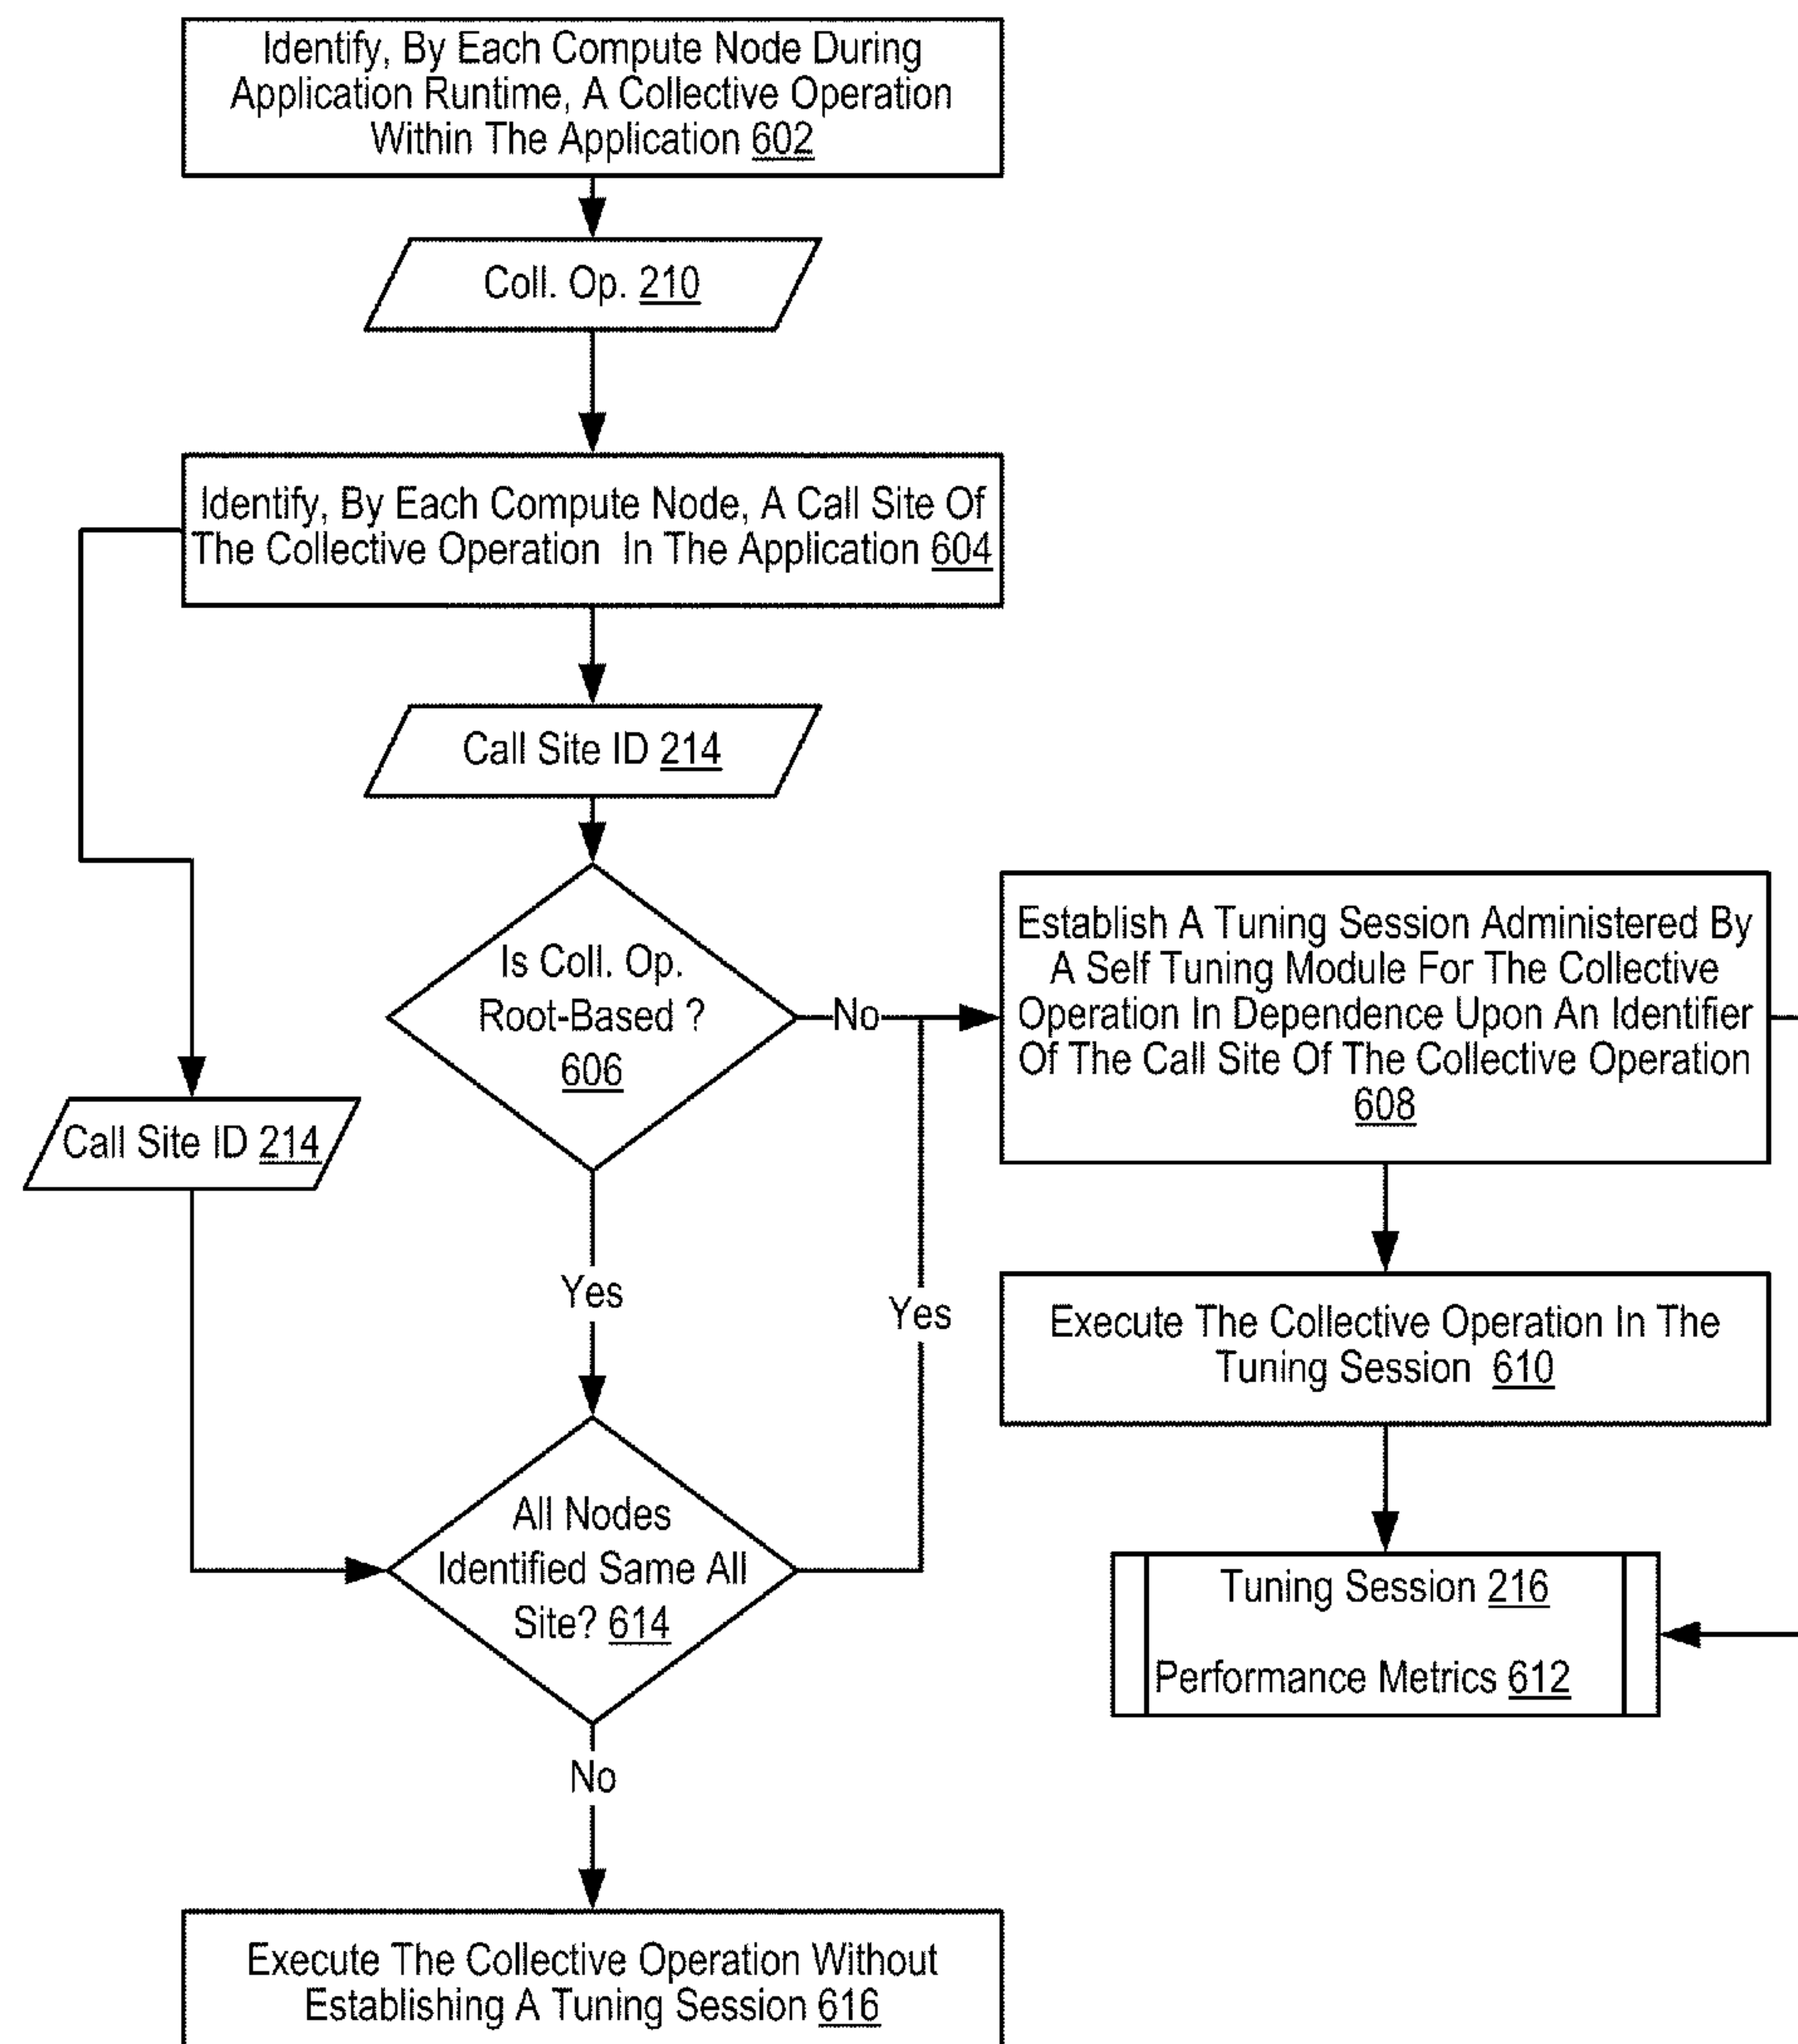 Identify, By Each Compute Node During
Application Runtime, A Collective Operation
Within The Application 602
Coll. Op. 210
Identify, By Each Compute Node, A Call Site Of
The Collective Operation In The Application 604
Call Site ID 214
Is Coll. Op.
Root-Based ?
606
No
Establish A Tuning Session Administered By
A Self Tuning Module For The Collective
Operation In Dependence Upon An Identifier
Of The Call Site Of The Collective Operation
608
Call Site ID 214
Yes
Yes
Execute The Collective Operation In The
Tuning Session 610
All Nodes
Identified Same All
Site? 614
Tuning Session 216
Performance Metrics 612
No
Execute The Collective Operation Without
Establishing A Tuning Session 616